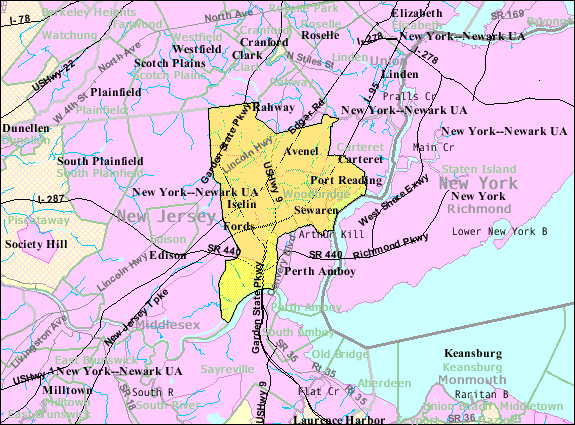 I- 78
Berkeley Heights
Fanwood
Watchung
North Ave
Roselle Park
Roselle
Elizabeth
SR 169
Bayonne
Westfield
Westfield
Cranford
Cranford
Roselle
I-278
New York--Newark UA
Elizabeth
I-278
USHwy 22
North Ave
Scotch Plains
Scotch Plains
Clark
Clark
N Stiles St
Linden
Union
Linden
Rahway
I-95
Pralls Cr
W 4th St
Plainfield
Plainfield
Rahway
Edgar Rd
New York--Newark UA
Dunellen
Dunellen
Garden State Pkwy
Lincoln Hwy
Avenel
Carteret
Carteret
Main Cr
New York--Newark UA
South Plainfield
South Plainfield
USHwy 9
Port Reading
Staten Island
New York
I- 287
New York--Newark UA
Woodbridge
Iselin
Sewaren
West Shore Expy
New York
Richmond
Piscataway
New Jersey
Fords
Arthur Kill
Lower New York B
Society Hill
Edison
Edison
SR 440
SR 440
Richmond Pkwy
Lincoln Hwy
Garden State Pkwy
Perth Amboy
New Jersey Tpke
Perth Amboy
Middlesex
Livingston Ave
South Amboy
East Brunswick
SR 35
Old Bridge
Keansburg
Keansburg
USHwy 1
New York--Newark UA
Sayreville
Rt. 35
Rt. 35
Aberdeen
Monmouth
Milltown
Milltown
SR 18
South R
South River
USHwy 9
Flat Cr
Raritan B
East Brunswick
Laurence Harbor
Union Beach
Middletown
SR 36
Keyport
Hazlet